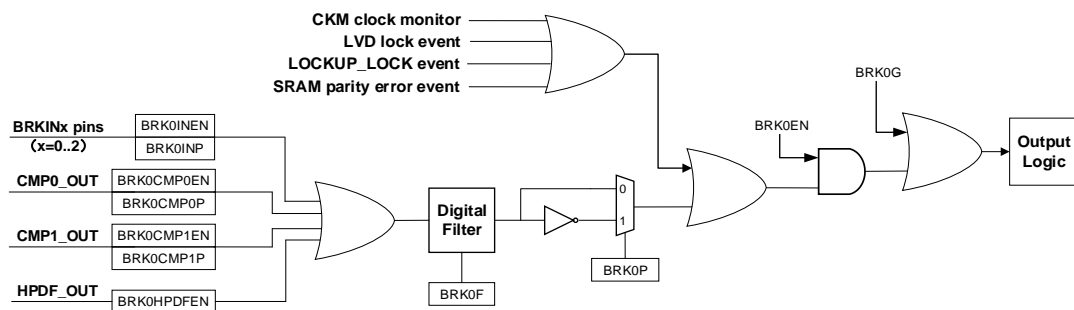 CKM clock monitor
LVD lock event
LOCKUP_LOCK event
SRAM parity error event
BRK0G
BRK0EN
BRKINx pins
(x=0..2)
BRK0INEN
BRK0INP
Output
Logic
CMP0_OUT
BRK0CMP0EN
BRK0CMP0P
Digital
Filter
0
1
CMP1_OUT
BRK0CMP1EN
BRK0CMP1P
BRK0P
HPDF_OUT
BRK0HPDFEN
BRK0F